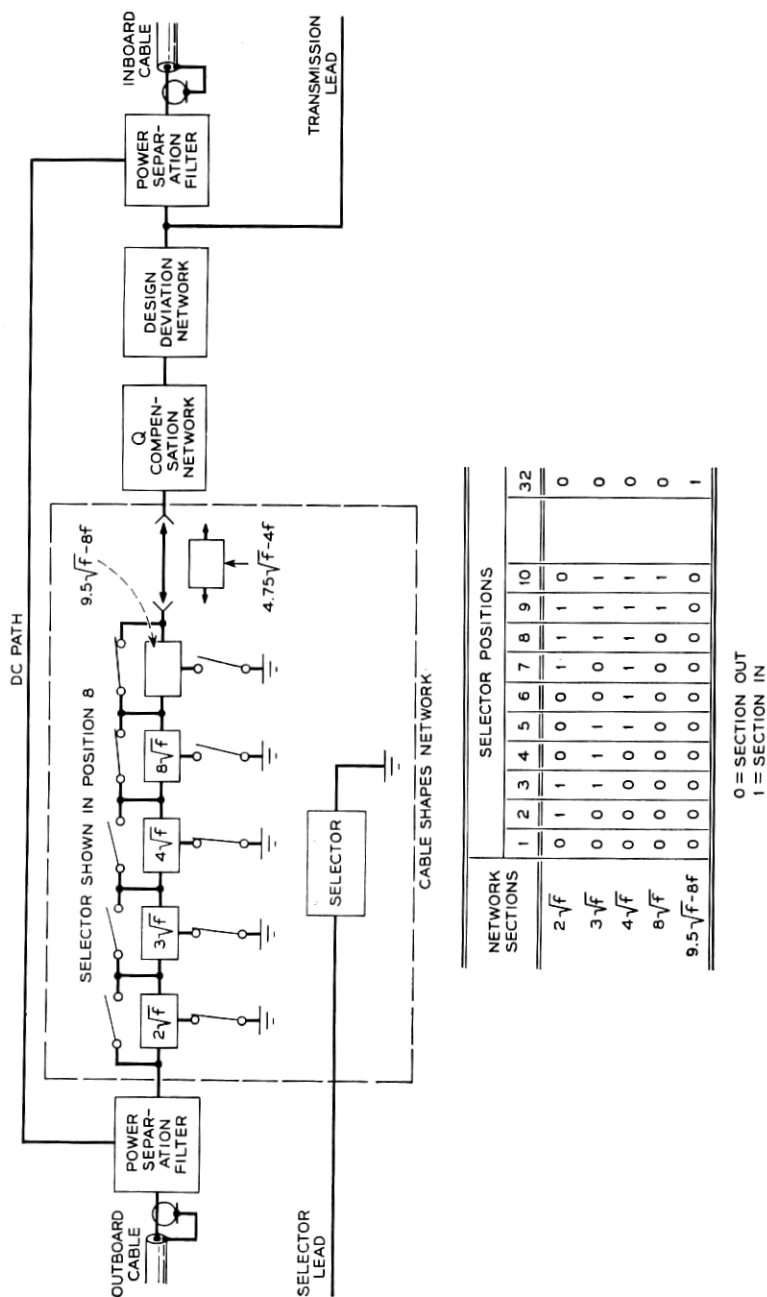 DC PATH
OUTBOARD
CABLE
POWER
SEPAR-
ATION
FILTER
SELECTOR SHOWN IN POSITION 8
2√f
3√f
4√f
8√f
9.5√f-8f
4.75√f-4f
Q
COMPEN-
SATION
NETWORK
DESIGN
DEVIATION
NETWORK
POWER
SEPAR-
ATION
FILTER
INBOARD
CABLE
TRANSMISSION
LEAD
SELECTOR
LEAD
SELECTOR
CABLE SHAPES NETWORK
NETWORK
SECTIONS
SELECTOR POSITIONS
1 2 3 4 5 6 7 8 9 10 32
2√f 0 1 1 0 0 0 1 1 1 0 0
3√f 0 0 1 1 1 0 0 1 1 1 0
4√f 0 0 0 0 1 1 1 1 1 1 0
8√f 0 0 0 0 0 0 0 0 1 1 0
9.5√f-8f 0 0 0 0 0 0 0 0 0 0 1
0 = SECTION OUT
1 = SECTION IN